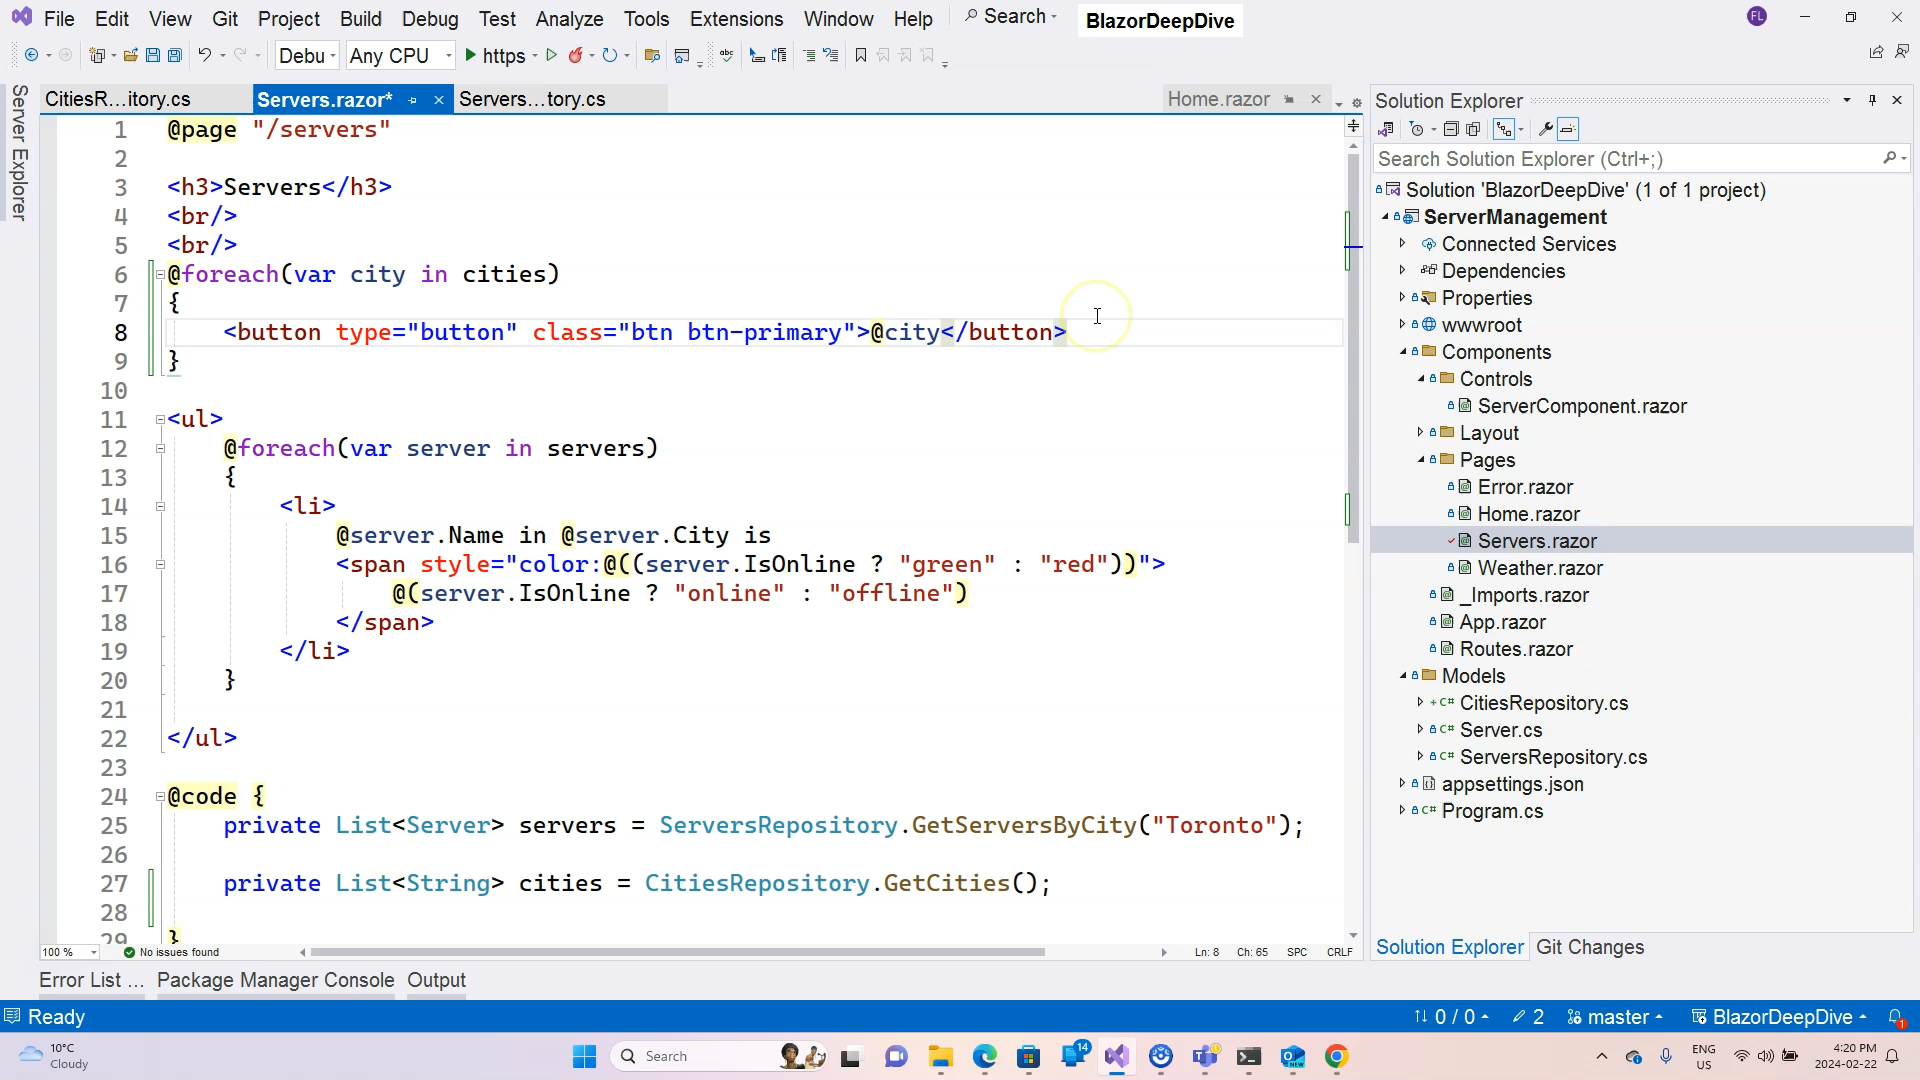 File Edit View Git Project Build Debug Test Analyze Tools Extensions Window Help Search BlazorDeepDive FL
Debu Any CPU https abc
CitiesR...itory.cs Servers.razor* Servers...tory.cs Home.razor
Server Explorer
1 @page "/servers"
2
3 <h3>Servers</h3>
4 <br/>
5 <br/>
6 @foreach(var city in cities)
7 {
8 <button type="button" class="btn btn-primary">@city</button>
9 }
10
11 <ul>
12 @foreach(var server in servers)
13 {
14 <li>
15 @server.Name in @server.City is
16 <span style="color:@((server.IsOnline ? "green" : "red"))">
17 @(server.IsOnline ? "online" : "offline")
18 </span>
19 </li>
20 }
21
22 </ul>
23
24 @code {
25 private List<Server> servers = ServersRepository.GetServersByCity("Toronto");
26
27 private List<String> cities = CitiesRepository.GetCities();
28
29 }
100 % No issues found Ln: 8 Ch: 65 SPC CRLF
Error List ... Package Manager Console Output
Solution Explorer
Search Solution Explorer (Ctrl+;)
Solution 'BlazorDeepDive' (1 of 1 project)
ServerManagement
Connected Services
Dependencies
Properties
wwwroot
Components
Controls
ServerComponent.razor
Layout
Pages
Error.razor
Home.razor
Servers.razor
Weather.razor
_Imports.razor
App.razor
Routes.razor
Models
C# CitiesRepository.cs
C# Server.cs
C# ServersRepository.cs
appsettings.json
C# Program.cs
Solution Explorer Git Changes
Ready 0 / 0 2 master BlazorDeepDive 1
10°C
Cloudy
Search
14
NEW
ENG
US
4:20 PM
2024-02-22